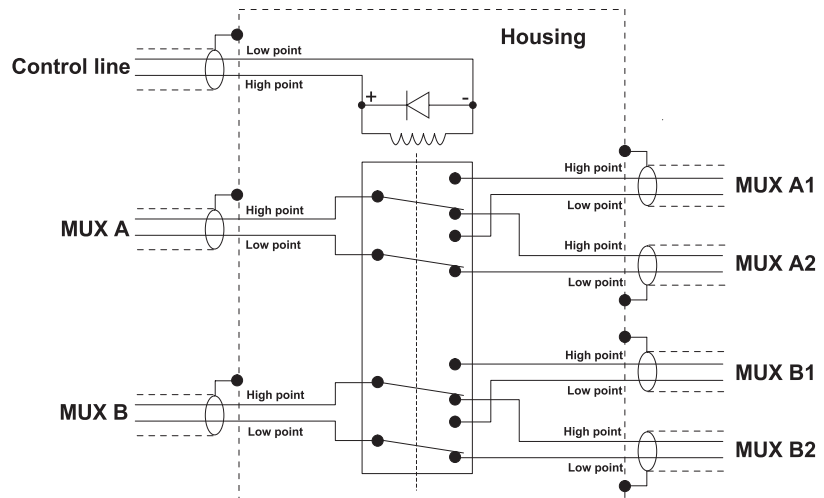 Housing
Low point
Control line
High point
+
-
High point
MUX A1
Low point
High point
MUX A
Low point
High point
MUX A2
Low point
High point
MUX B1
Low point
High point
MUX B
Low point
High point
MUX B2
Low point